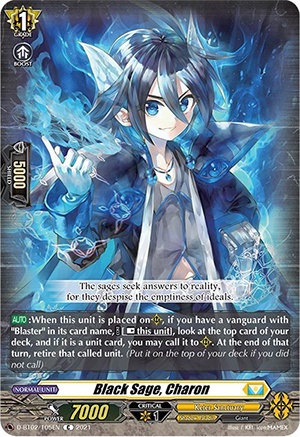 1
GRADE
BOOST
5000
SHIELD
The sages seek answers to reality,
for they despise the emptiness of ideals.
AUTO:When this unit is placed on , if you have a vanguard with
"Blaster" in its card name, [ this unit], look at the top card of your
deck, and if it is a unit card, you may call it to . At the end of that
turn, retire that called unit. (Put it on the top of your deck if you did
not call)
NORMAL UNIT
Black Sage, Charon
POWER 7000
CRITICAL
1
Keter Sanctuary
Giant
D-BT02/105EN C 2021